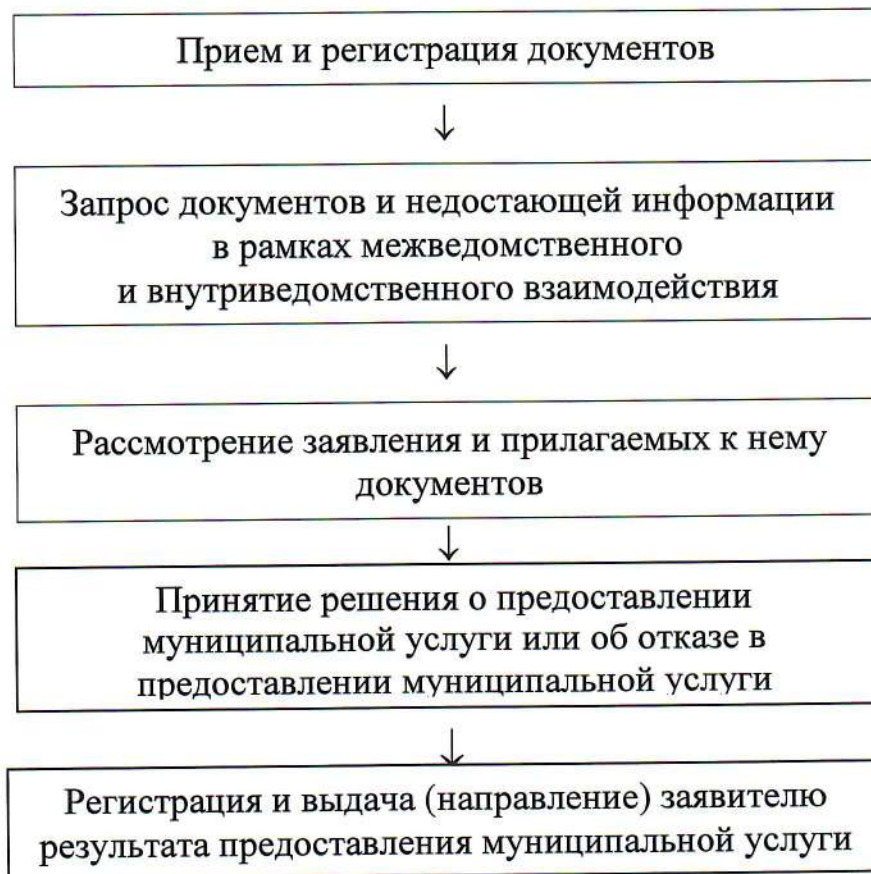 Прием и регистрация документов
↓
Запрос документов и недостающей информации
в рамках межведомственного
и внутриведомственного взаимодействия
↓
Рассмотрение заявления и прилагаемых к нему
документов
↓
Принятие решения о предоставлении
муниципальной услуги или об отказе в
предоставлении муниципальной услуги
↓
Регистрация и выдача (направление) заявителю
результата предоставления муниципальной услуги